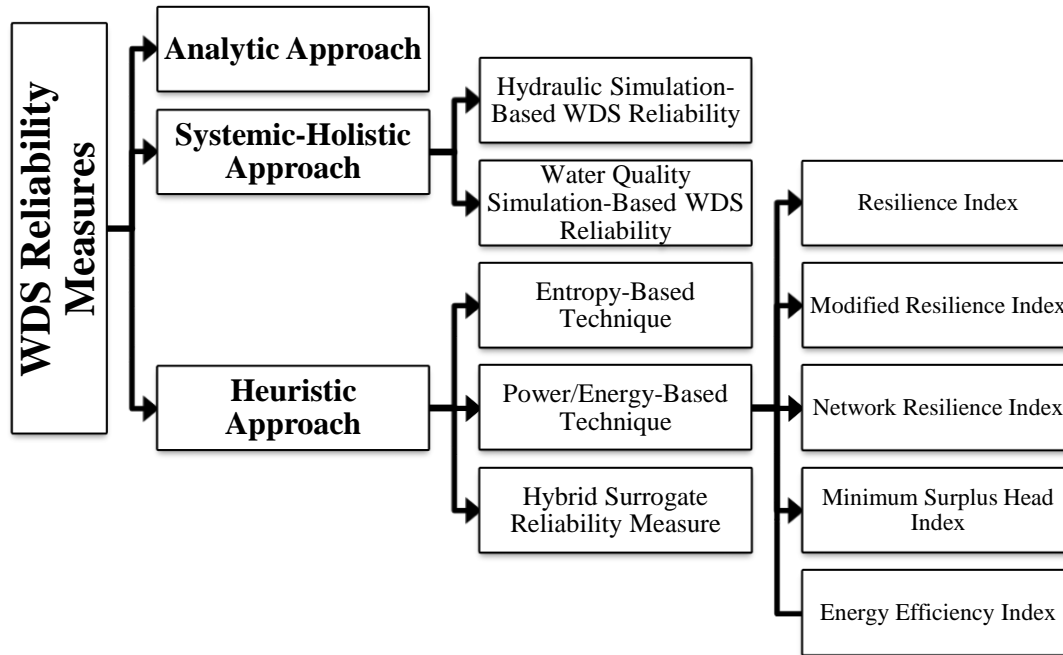 WDS Reliability
Measures
Analytic Approach
Systemic-Holistic
Approach
Hydraulic Simulation-
Based WDS Reliability
Water Quality
Simulation-Based WDS
Reliability
Heuristic
Approach
Entropy-Based
Technique
Power/Energy-Based
Technique
Hybrid Surrogate
Reliability Measure
Resilience Index
Modified Resilience Index
Network Resilience Index
Minimum Surplus Head
Index
Energy Efficiency Index